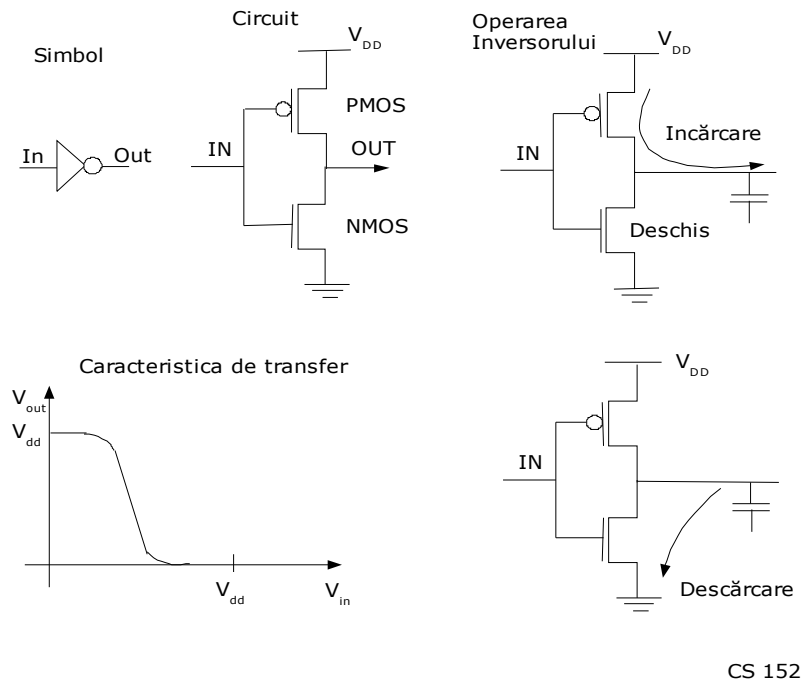 Simbol
In
Out
Circuit
V_DD
PMOS
IN
OUT
NMOS
Operarea
Inversorului
V_DD
Incărcare
IN
Deschis
Caracteristica de transfer
V_out
V_dd
V_dd
V_in
V_DD
IN
Descărcare
CS 152